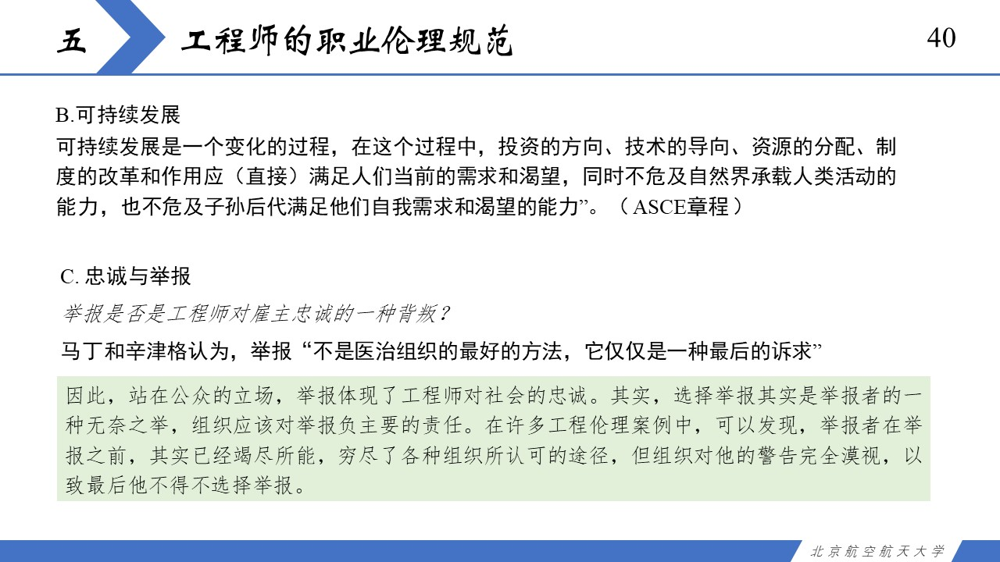 五
工程师的职业伦理规范
40
B.可持续发展
可持续发展是一个变化的过程，在这个过程中，投资的方向、技术的导向、资源的分配、制
度的改革和作用应（直接）满足人们当前的需求和渴望，同时不危及自然界承载人类活动的
能力，也不危及子孙后代满足他们自我需求和渴望的能力”。（ASCE章程）
C. 忠诚与举报
举报是否是工程师对雇主忠诚的一种背叛？
马丁和辛津格认为，举报“不是医治组织的最好的方法，它仅仅是一种最后的诉求”
因此，站在公众的立场，举报体现了工程师对社会的忠诚。其实，选择举报其实是举报者的一
种无奈之举，组织应该对举报负主要的责任。在许多工程伦理案例中，可以发现，举报者在举
报之前，其实已经竭尽所能，穷尽了各种组织所认可的途径，但组织对他的警告完全漠视，以
致最后他不得不选择举报。
北京航空航天大学